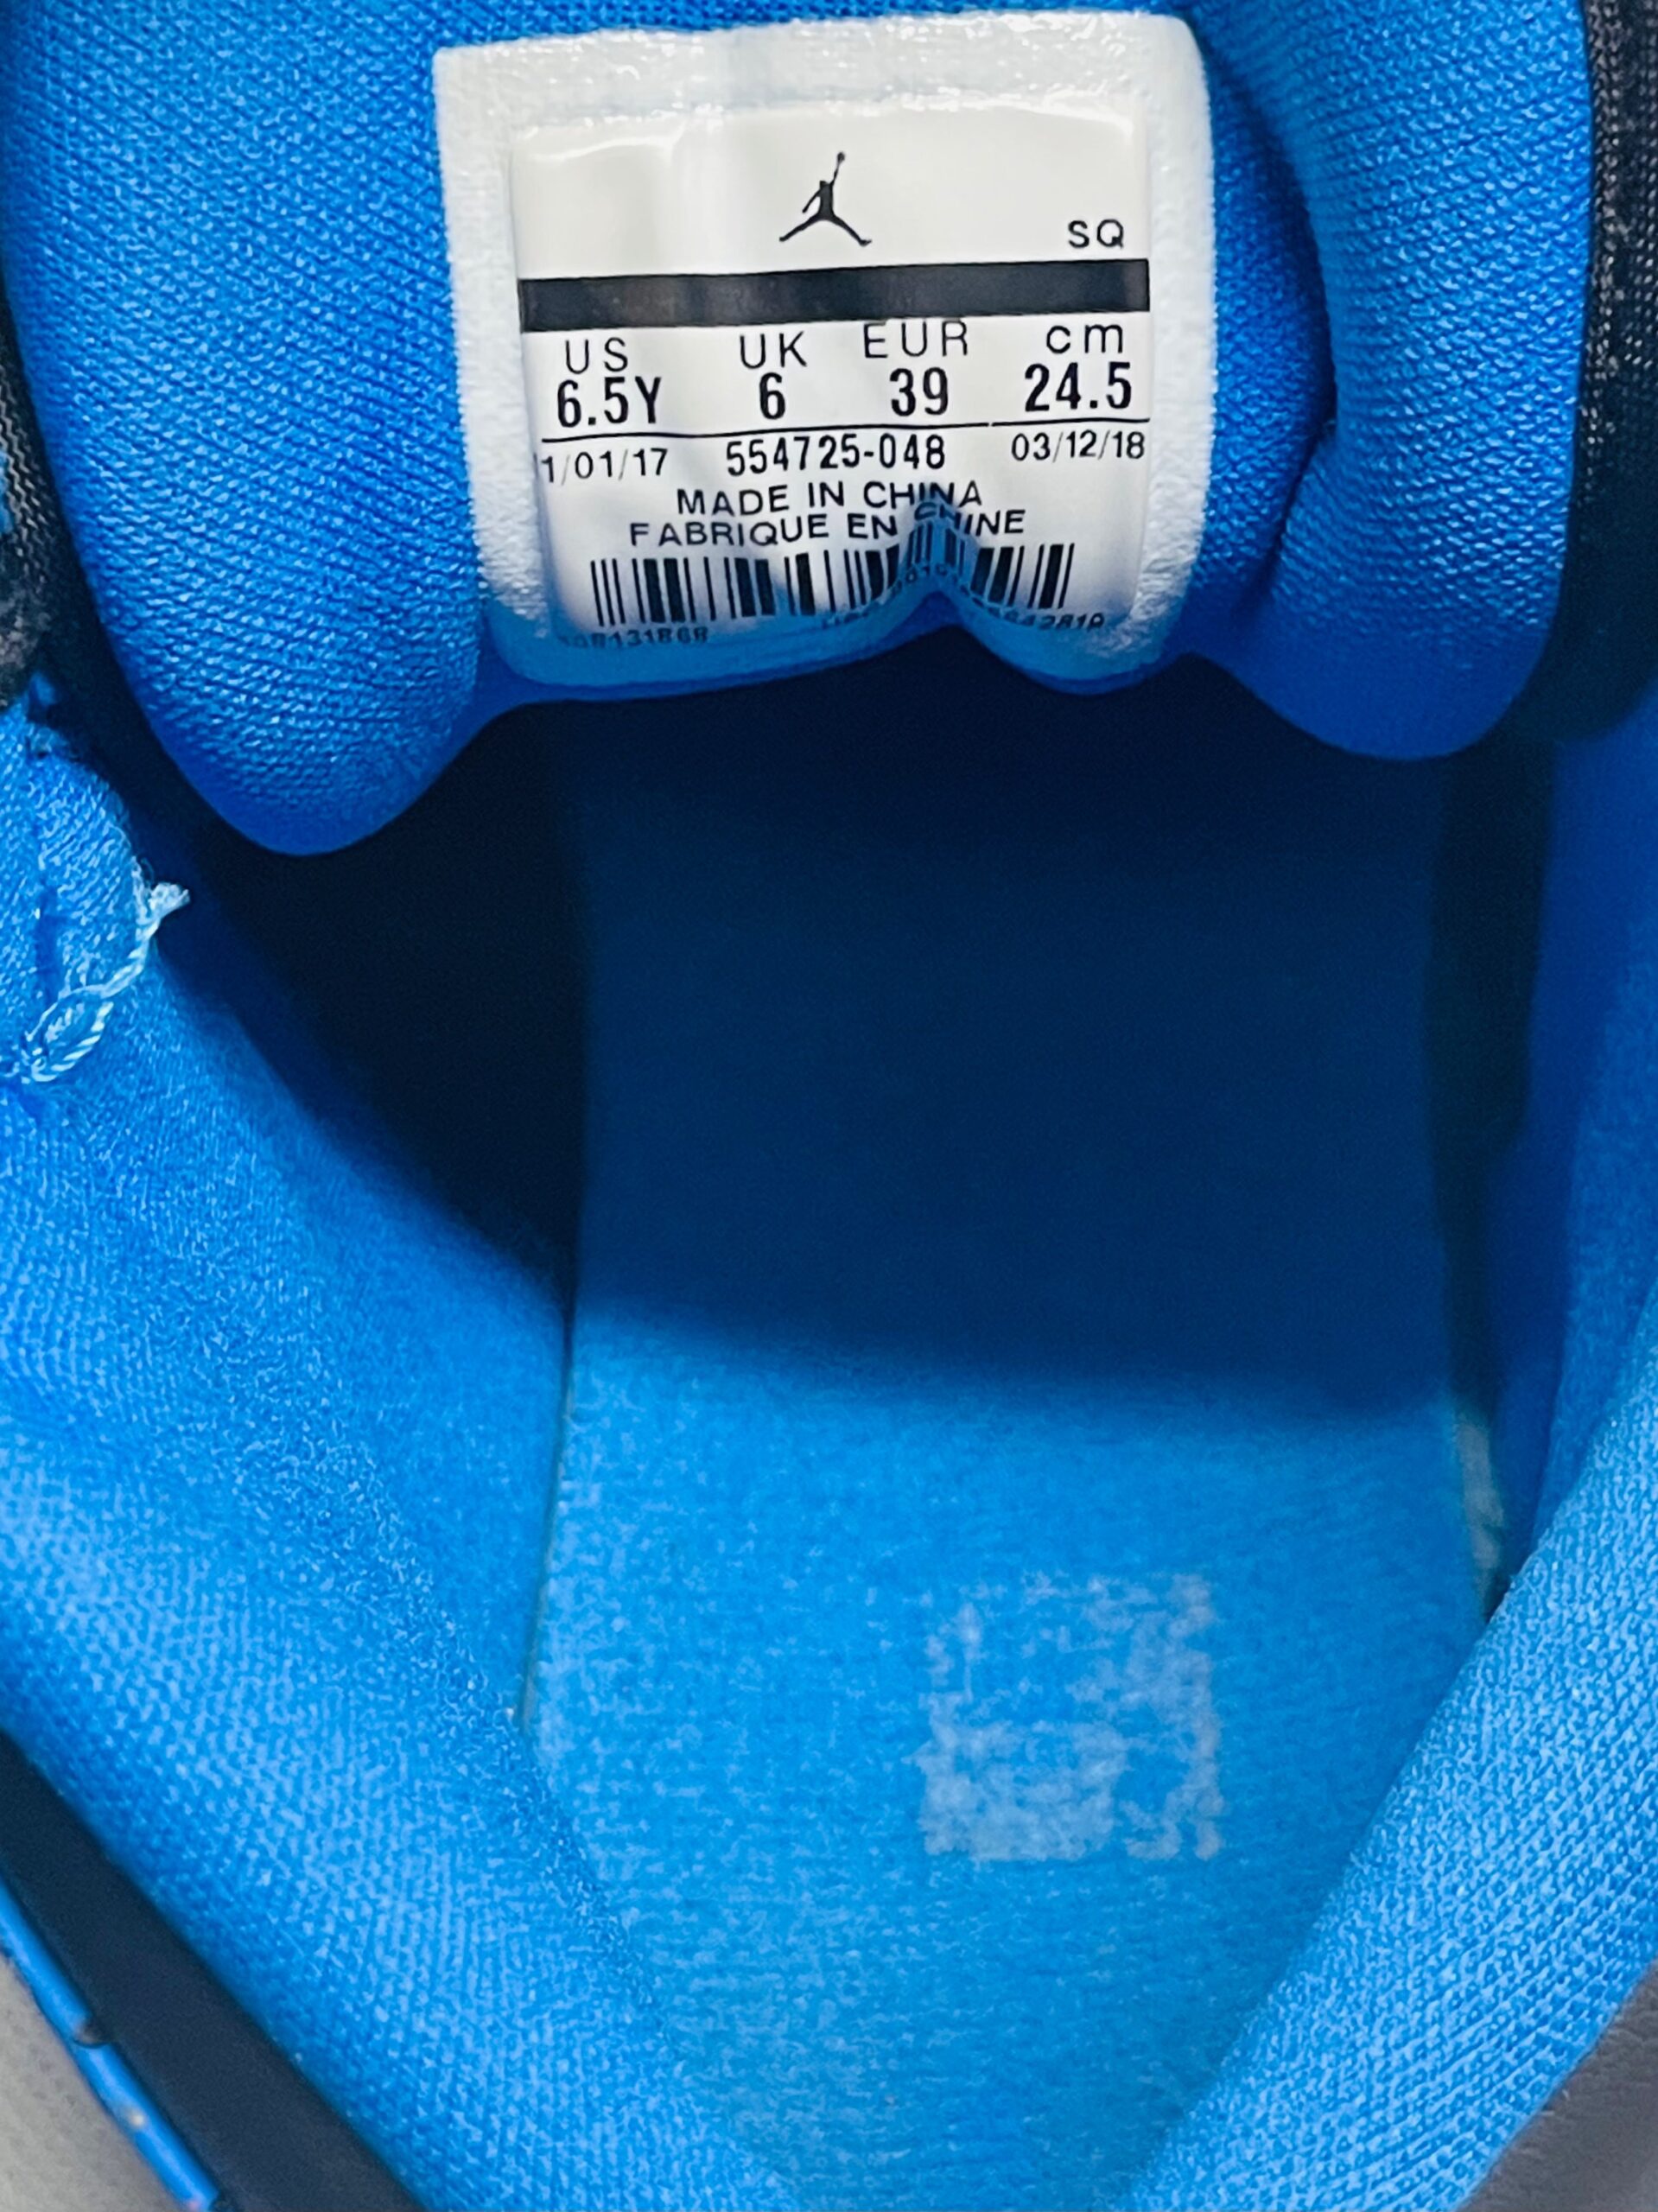 SQ
US UK EUR cm
6.5Y 6 39 24.5
1/01/17 554725-048 03/12/18
MADE IN CHINA
FABRIQUE EN CHINE